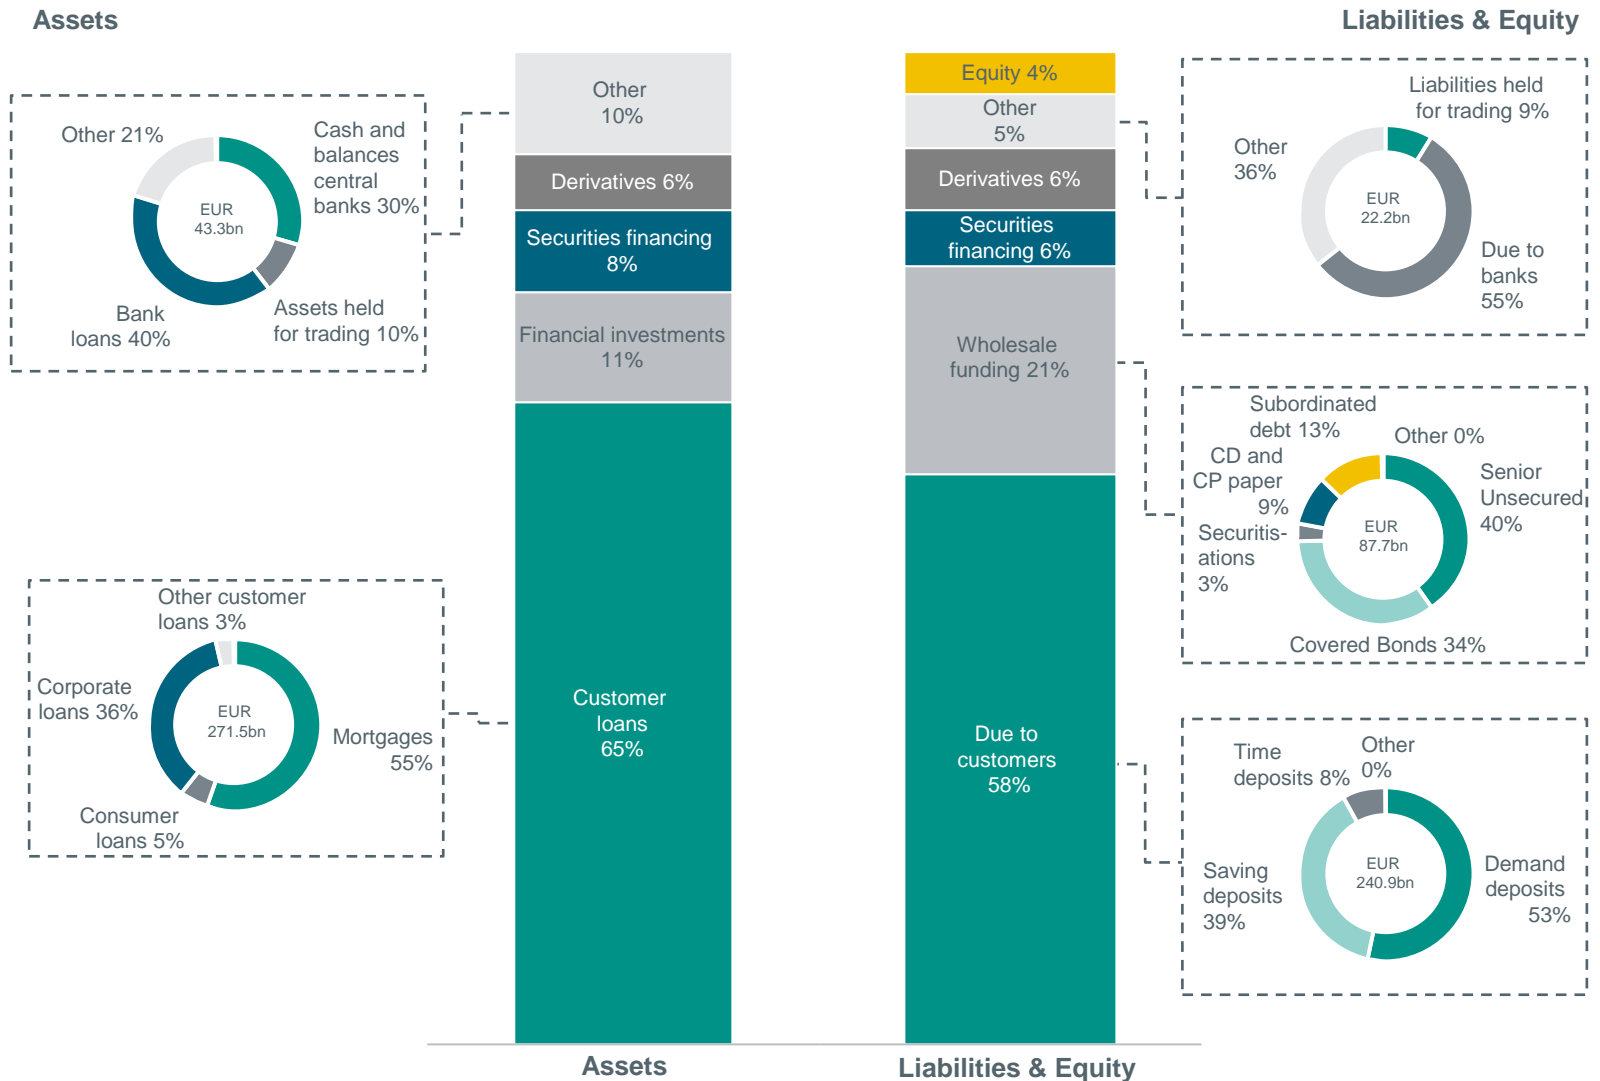 Assets
Liabilities & Equity
Other 21%
Cash and
balances
central
banks 30%
EUR
43.3bn
Bank
loans 40%
Assets held
for trading 10%
Other customer
loans 3%
Corporate
loans 36%
EUR
271.5bn
Mortgages
55%
Consumer
loans 5%
Other
10%
Derivatives 6%
Securities financing
8%
Financial investments
11%
Customer
loans
65%
Assets
Equity 4%
Other
5%
Derivatives 6%
Securities
financing 6%
Wholesale
funding 21%
Due to
customers
58%
Liabilities & Equity
Liabilities held
for trading 9%
Other
36%
EUR
22.2bn
Due to
banks
55%
Subordinated
debt 13%
Other 0%
CD and
CP paper
9%
Senior
Unsecured
40%
EUR
87.7bn
Securitis-
ations
3%
Covered Bonds 34%
Time
deposits 8%
Other
0%
EUR
240.9bn
Saving
deposits
39%
Demand
deposits
53%